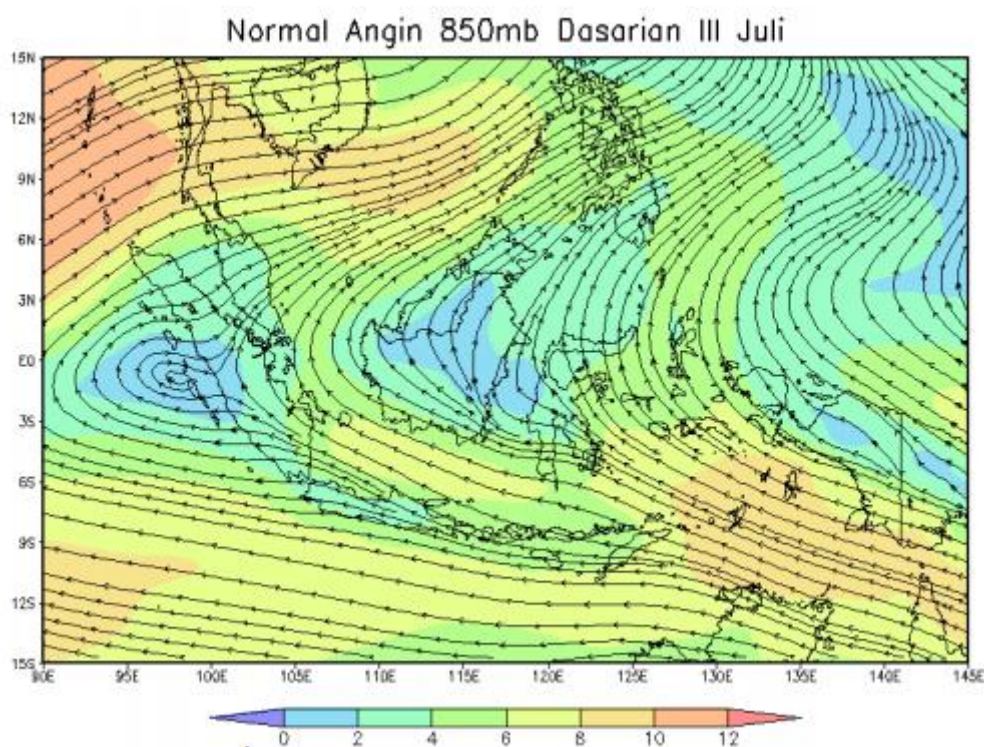 Normal Angin 850mb Dasarian III Juli
15N
12N
9N
6N
3N
EQ
3S
6S
9S
12S
15S
90E 95E 100E 105E 110E 115E 120E 125E 130E 135E 140E 145E
0 2 4 6 8 10 12